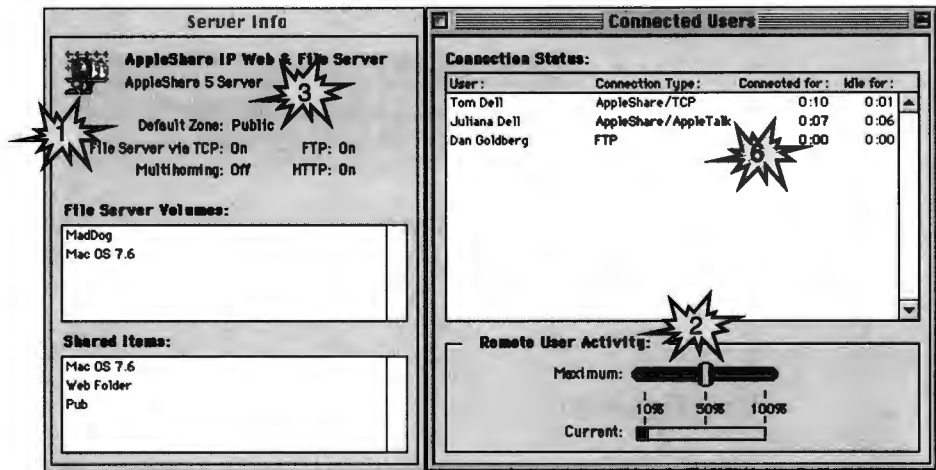 Server Info
AppleShare IP Web & File Server
AppleShare 5 Server
3
1
Default Zone: Public
File Server via TCP: On FTP: On
Multihoming: Off HTTP: On
File Server Volumes:
MadDog
Mac OS 7.6
Shared Items:
Mac OS 7.6
Web Folder
Pub
Connected Users
Connection Status:
User: Connection Type: Connected for: Idle for:
Tom Dell AppleShare/TCP 0:10 0:01
Juliana Dell AppleShare/AppleTalk 0:07 0:06
Dan Goldberg FTP 0:00 0:00
6
2
Remote User Activity:
Maximum:
10% 50% 100%
Current: